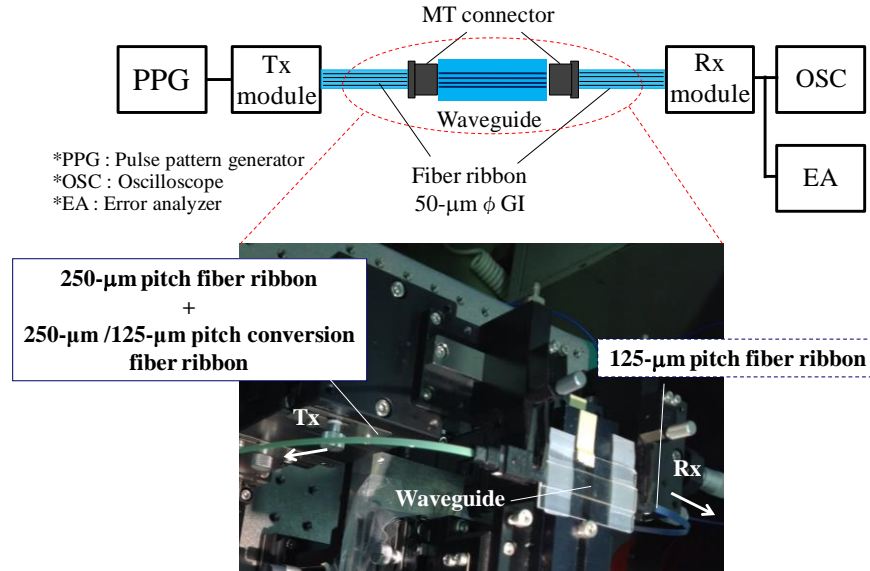 MT connector
PPG
Tx
module
Rx
module
OSC
Waveguide
*PPG : Pulse pattern generator
*OSC : Oscilloscope
*EA : Error analyzer
Fiber ribbon
50-μm ϕ GI
EA
250-μm pitch fiber ribbon
+
250-μm /125-μm pitch conversion
fiber ribbon
125-μm pitch fiber ribbon
Tx
Rx
Waveguide